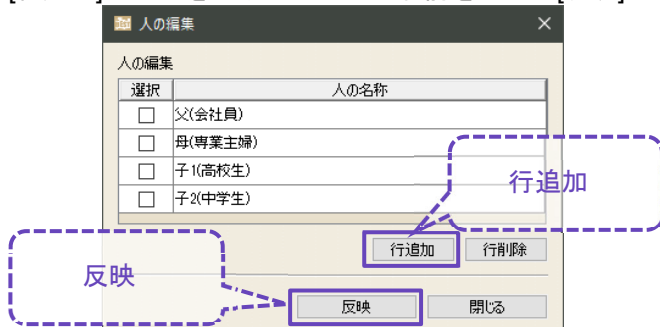 人の編集
人の編集
選択 人の名称
父(会社員)
母(専業主婦)
子1(高校生)
子2(中学生)
行追加
行追加 行削除
反映
反映 閉じる